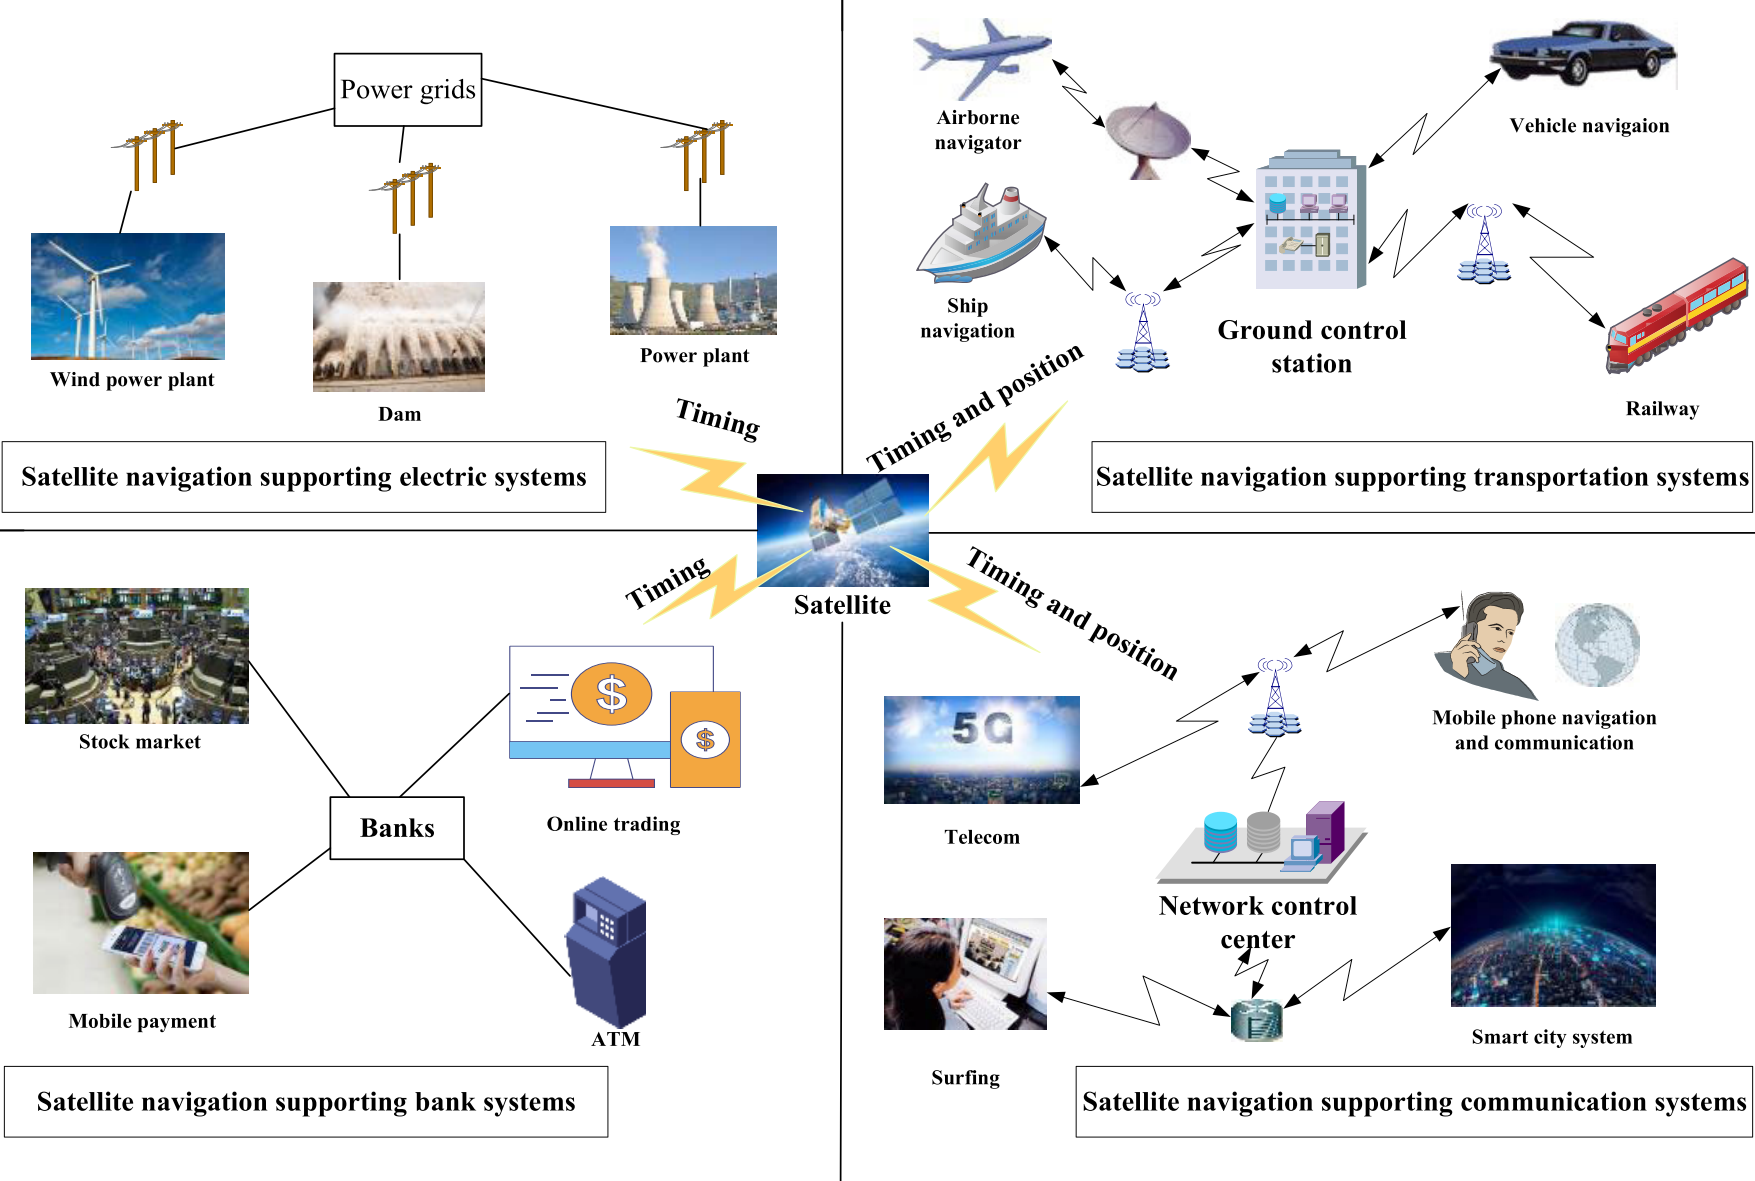 Power grids
Wind power plant
Dam
Power plant
Timing
Satellite navigation supporting electric systems
Airborne
navigator
Vehicle navigaion
Ship
navigation
Ground control
station
Railway
Timing and position
Satellite navigation supporting transportation systems
Satellite
Timing
Stock market
Online trading
$
$
Banks
Mobile payment
ATM
Satellite navigation supporting bank systems
Timing and position
5G
Telecom
Mobile phone navigation
and communication
Network control
center
Surfing
Smart city system
Satellite navigation supporting communication systems